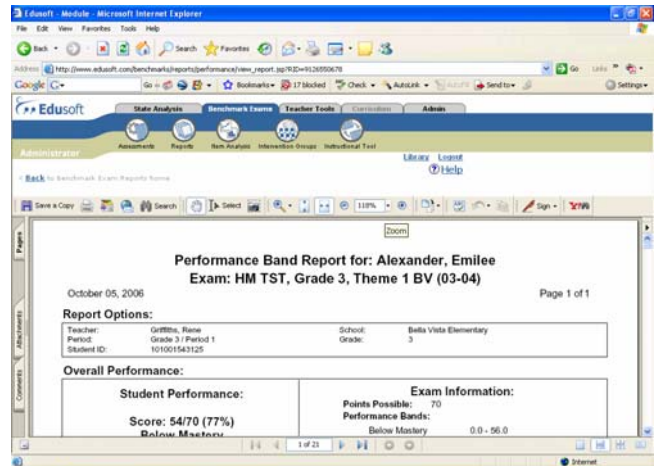 Edusoft - Module - Microsoft Internet Explorer
File Edit View Favorites Tools Help
Back Search Favorites
Address http://www.edusoft.com/benchmarks/reports/performance/view_report.jsp?RID=9126550678 Go Links
Google G Go Bookmarks 17 blocked Check AutoLink Send to Settings
Edusoft State Analysis Benchmark Exams Teacher Tools Curriculum Admin
Assessments Reports Item Analysis Intervention Groups Instructional Tool
Administrator
Library Logout
Help
< Back to Benchmark Exam Reports home
Save a Copy Search Select 118% Sign
Zoom
Pages
Attachments
Comments
Performance Band Report for: Alexander, Emilee
Exam: HM TST, Grade 3, Theme 1 BV (03-04)
October 05, 2006 Page 1 of 1
Report Options:
Teacher: Griffiths, Rene School: Bella Vista Elementary
Period: Grade 3 / Period 1 Grade: 3
Student ID: 101001543125
Overall Performance:
Student Performance: Exam Information:
Points Possible: 70
Score: 54/70 (77%) Performance Bands:
Below Mastery Below Mastery 0.0 - 56.0
1 of 21
Internet